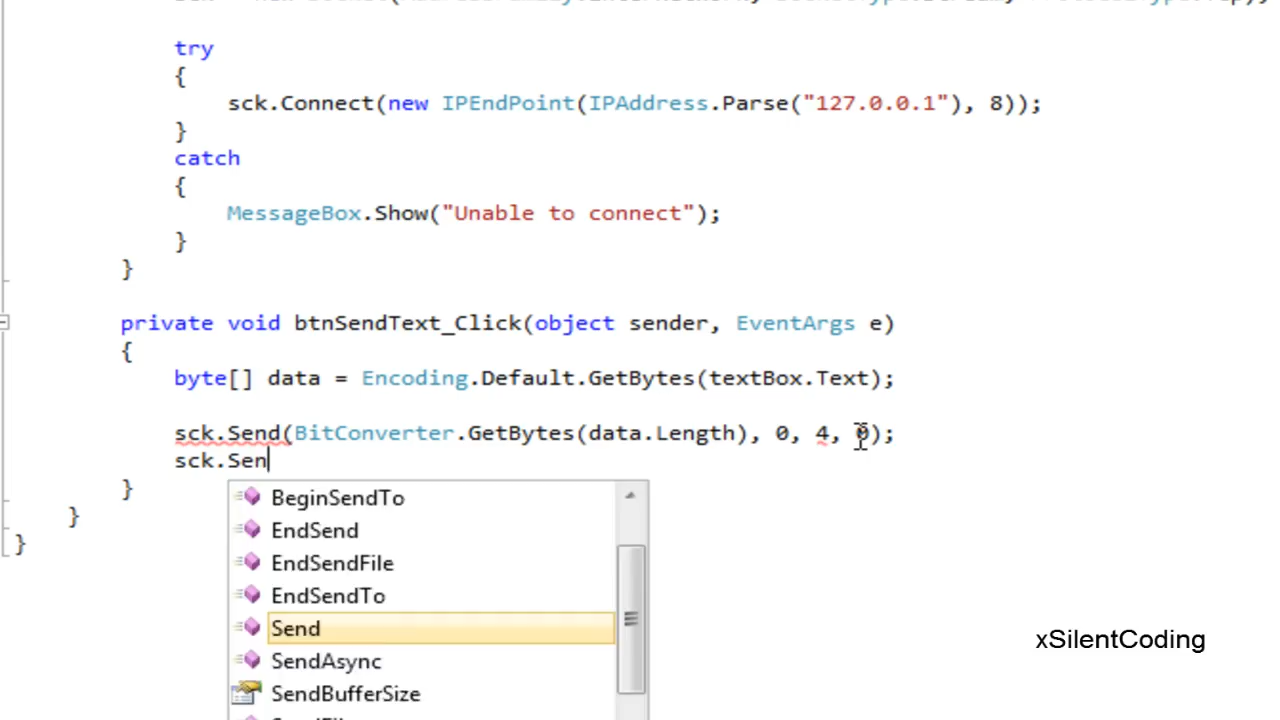 try
{
sck.Connect(new IPEndPoint(IPAddress.Parse("127.0.0.1"), 8));
}
catch
{
MessageBox.Show("Unable to connect");
}
}
private void btnSendText_Click(object sender, EventArgs e)
{
byte[] data = Encoding.Default.GetBytes(textBox.Text);
sck.Send(BitConverter.GetBytes(data.Length), 0, 4, 0);
sck.Sen
}
BeginSendTo
}
EndSend
}
EndSendFile
EndSendTo
Send
xSilentCoding
SendAsync
SendBufferSize